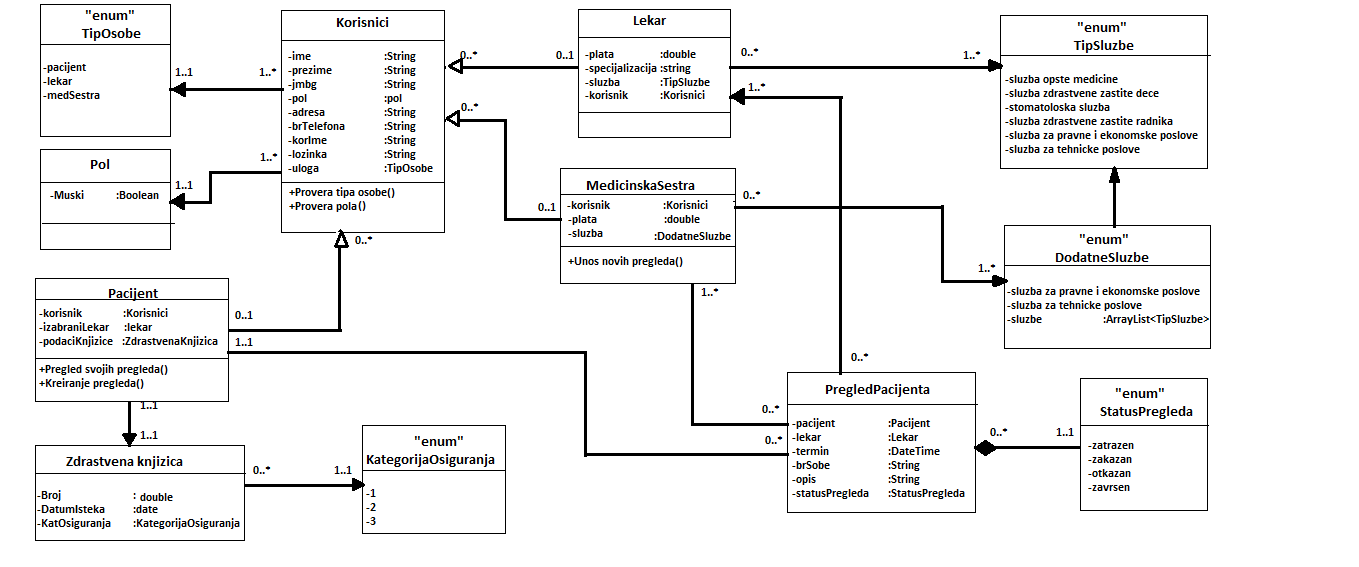 "enum"
TipOsobe
-pacijent
-lekar
-medSestra
1..1
1..*
Korisnici
-ime :String
-prezime :String
-jmbg :String
-pol :pol
-adresa :String
-brTelefona :String
-korIme :String
-lozinka :String
-uloga :TipOsobe
+Provera tipa osobe()
+Provera pola()
0..*
0..1
0..*
Lekar
-plata :double
-specijalizacija :string
-sluzba :TipSluzbe
-korisnik :Korisnici
0..*
1..*
1..*
"enum"
TipSluzbe
-sluzba opste medicine
-sluzba zdrastvene zastite dece
-stomatoloska sluzba
-sluzba zdrastvene zastite radnika
-sluzba za pravne i ekonomske poslove
-sluzba za tehnicke poslove
Pol
-Muski :Boolean
1..1
1..*
0..*
MedicinskaSestra
-korisnik :Korisnici
-plata :double
-sluzba :DodatneSluzbe
+Unos novih pregleda()
0..1
0..*
1..*
1..*
"enum"
DodatneSluzbe
-sluzba za pravne i ekonomske poslove
-sluzba za tehnicke poslove
-sluzbe :ArrayList<TipSluzbe>
Pacijent
-korisnik :Korisnici
-izabraniLekar :lekar
-podaciKnjizice :ZdrastvenaKnjizica
+Pregled svojih pregleda()
+Kreiranje pregleda()
0..1
1..1
1..1
1..1
0..*
0..*
0..*
PregledPacijenta
-pacijent :Pacijent
-lekar :Lekar
-termin :DateTime
-brSobe :String
-opis :String
-statusPregleda :StatusPregleda
0..*
1..1
"enum"
StatusPregleda
-zatrazen
-zakazan
-otkazan
-zavrsen
Zdrastvena knjizica
-Broj : double
-DatumIsteka :date
-KatOsiguranja :KategorijaOsiguranja
0..*
1..1
"enum"
KategorijaOsiguranja
-1
-2
-3